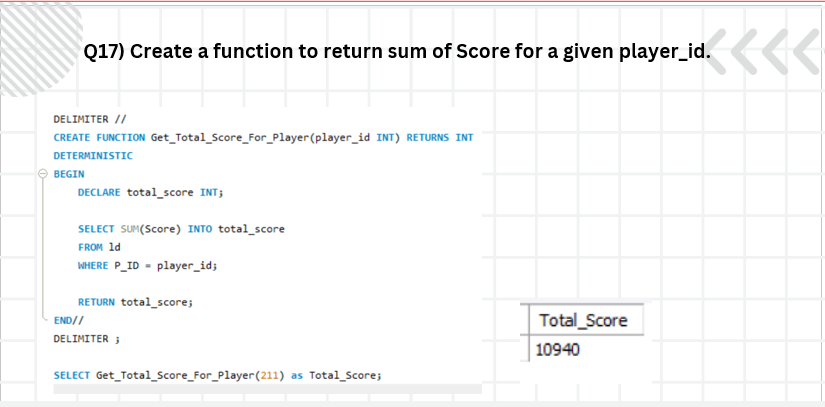 Q17) Create a function to return sum of Score for a given player_id.
DELIMITER //
CREATE FUNCTION Get_Total_Score_For_Player(player_id INT) RETURNS INT
DETERMINISTIC
BEGIN
DECLARE total_score INT;
SELECT SUM(Score) INTO total_score
FROM ld
WHERE P_ID = player_id;
RETURN total_score;
END//
DELIMITER ;
SELECT Get_Total_Score_For_Player(211) as Total_Score;
Total_Score
10940